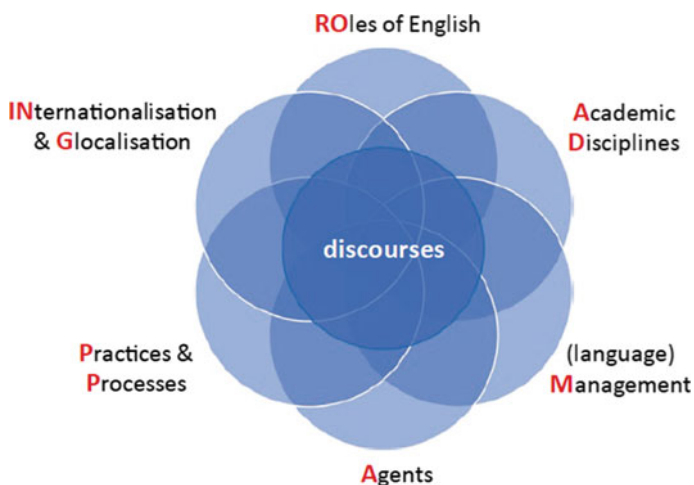 ROles of English
Academic
Disciplines
(language)
Management
Agents
Practices &
Processes
INternationalisation
& Glocalisation
discourses